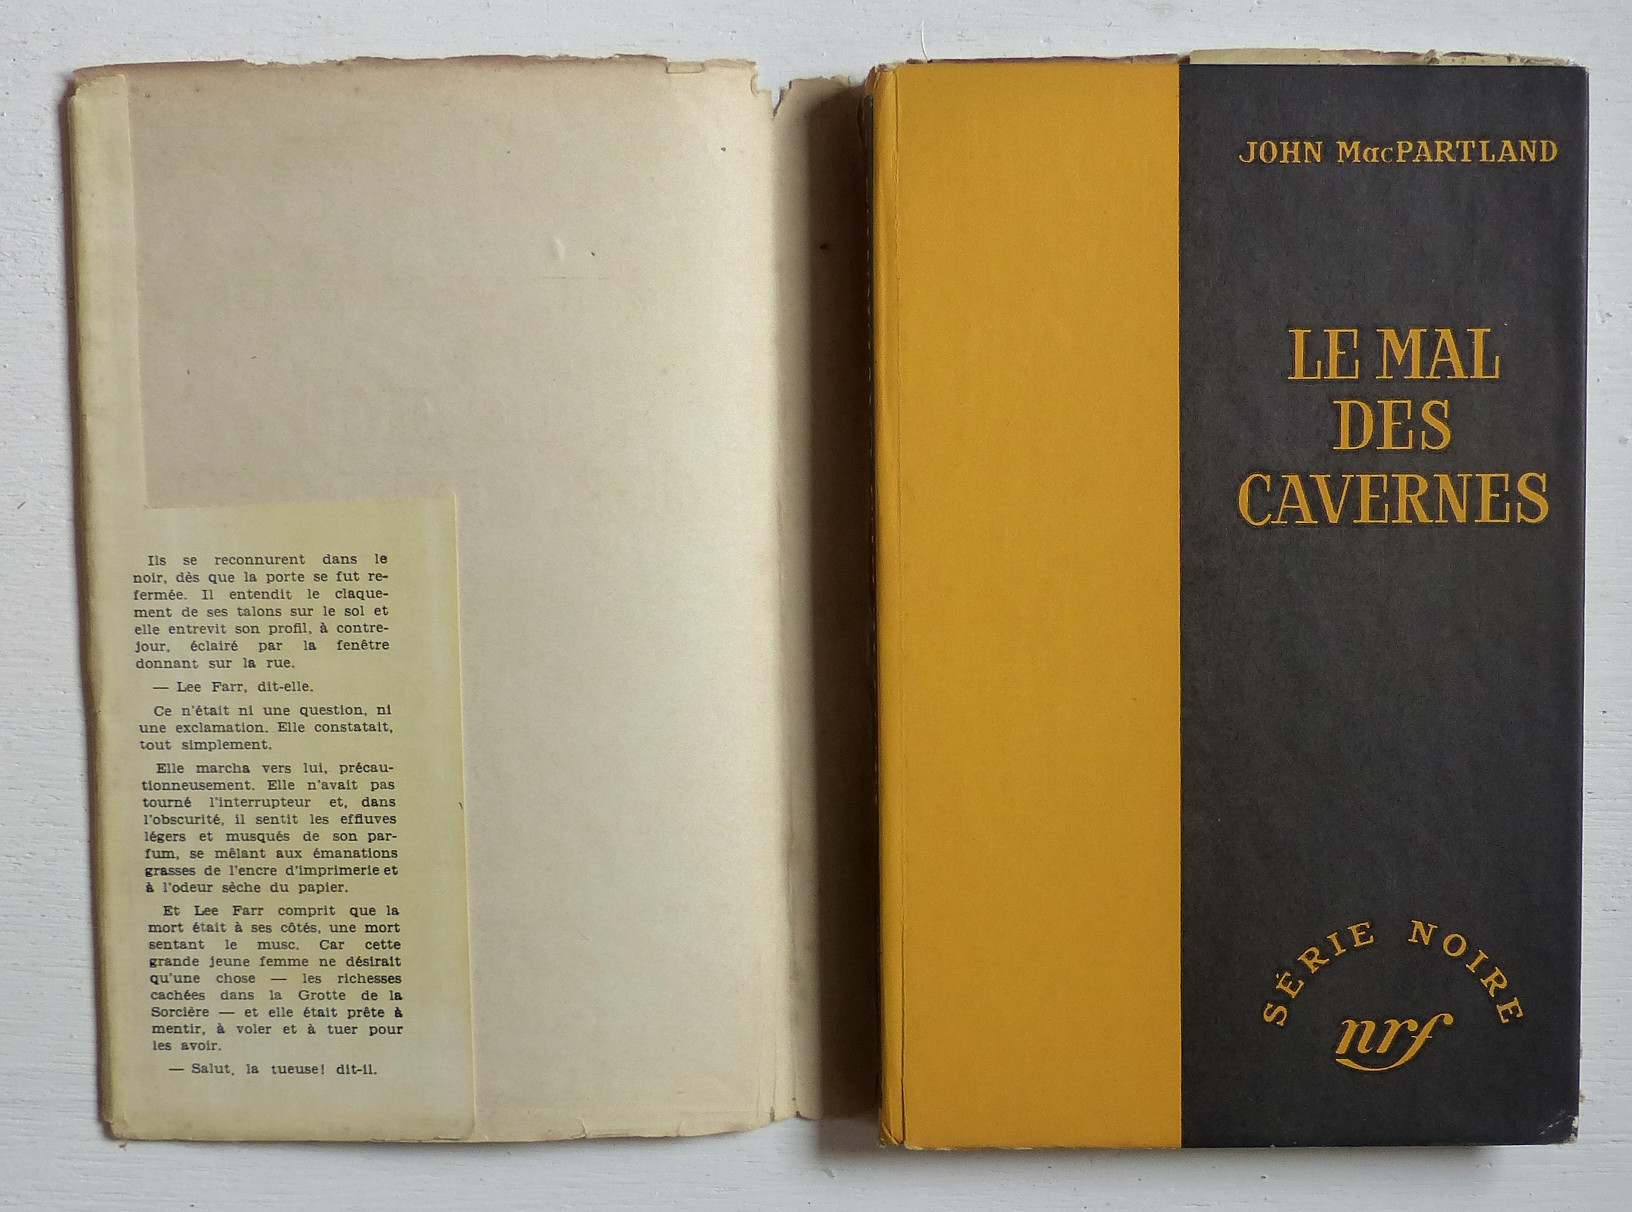 Ils se reconnurent dans le
noir, dès que la porte se fut re-
fermée. Il entendit le claque-
ment de ses talons sur le sol et
elle entrevit son profil, à contre-
jour, éclairé par la fenêtre
donnant sur la rue.
— Lee Farr, dit-elle.
Ce n'était ni une question, ni
une exclamation. Elle constatait,
tout simplement.
Elle marcha vers lui, précau-
tionneusement. Elle n'avait pas
tourné l'interrupteur et, dans
l'obscurité, il sentit les effluves
légers et musqués de son par-
fum, se mêlant aux émanations
grasses de l'encre d'imprimerie et
à l'odeur sèche du papier.
Et Lee Farr comprit que la
mort était à ses côtés, une mort
sentant le musc. Car cette
grande jeune femme ne désirait
qu'une chose — les richesses
cachées dans la Grotte de la
Sorcière — et elle était prête à
mentir, à voler et à tuer pour
les avoir.
— Salut, la tueuse! dit-il.
JOHN MacPARTLAND
LE MAL
DES
CAVERNES
SÉRIE NOIRE
nrf